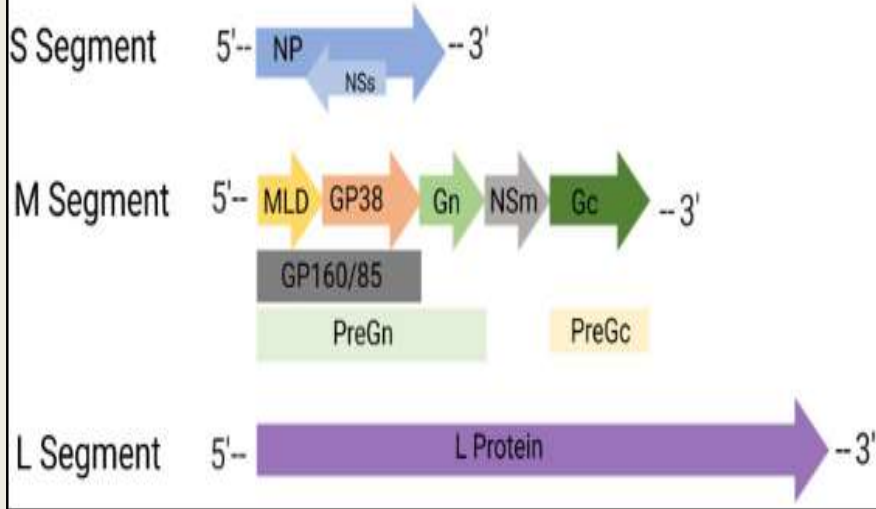 S Segment 5'-- NP --3'
NSs
M Segment 5'-- MLD GP38 Gn NSm Gc --3'
GP160/85
PreGn PreGc
L Segment 5'-- L Protein --3'